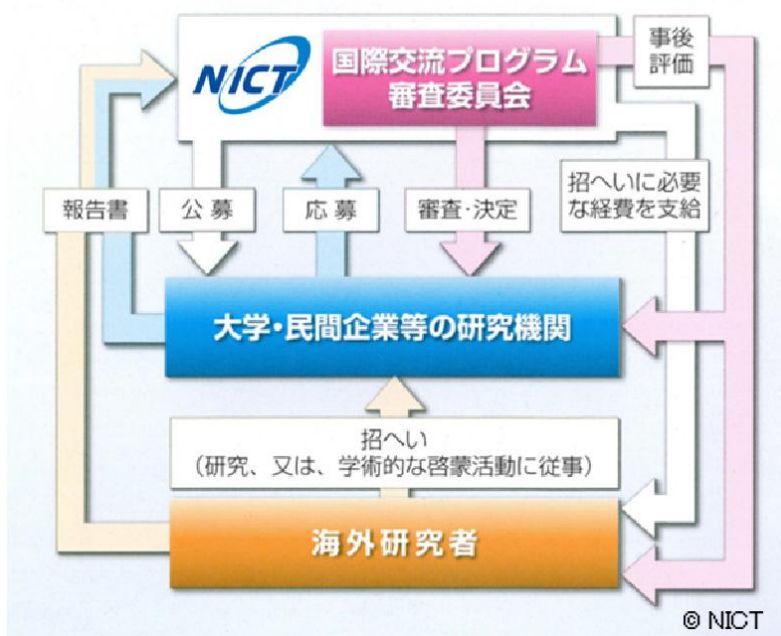 NICT
国際交流プログラム
審査委員会
事後
評価
報告書
公募
応募
審査・決定
招へいに必要
な経費を支給
大学・民間企業等の研究機関
招へい
(研究、又は、学術的な啓蒙活動に従事)
海外研究者
© NICT